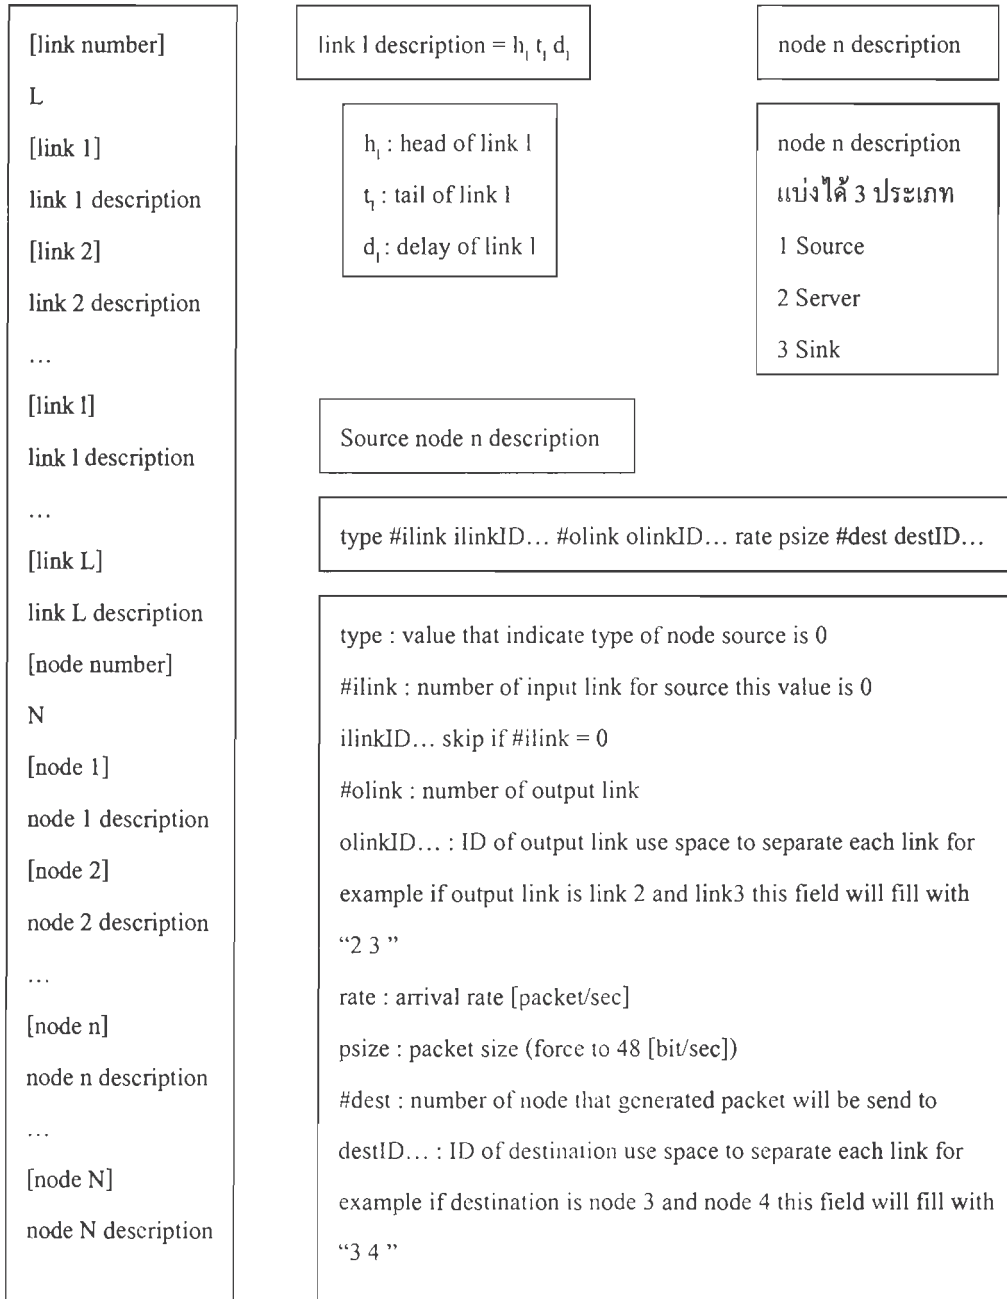 [link number]
L
[link 1]
link 1 description
[link 2]
link 2 description
...
[link l]
link l description
...
[link L]
link L description
[node number]
N
[node 1]
node 1 description
[node 2]
node 2 description
...
[node n]
node n description
...
[node N]
node N description
link l description = hₗ tₗ dₗ
hₗ : head of link l
tₗ : tail of link l
dₗ : delay of link l
node n description
node n description
แบ่งได้ 3 ประเภท
1 Source
2 Server
3 Sink
Source node n description
type #ilink ilinkID... #olink olinkID... rate psize #dest destID...
type : value that indicate type of node source is 0
#ilink : number of input link for source this value is 0
ilinkID... skip if #ilink = 0
#olink : number of output link
olinkID... : ID of output link use space to separate each link for
example if output link is link 2 and link3 this field will fill with
“2 3 ”
rate : arrival rate [packet/sec]
psize : packet size (force to 48 [bit/sec])
#dest : number of node that generated packet will be send to
destID... : ID of destination use space to separate each link for
example if destination is node 3 and node 4 this field will fill with
“3 4 ”